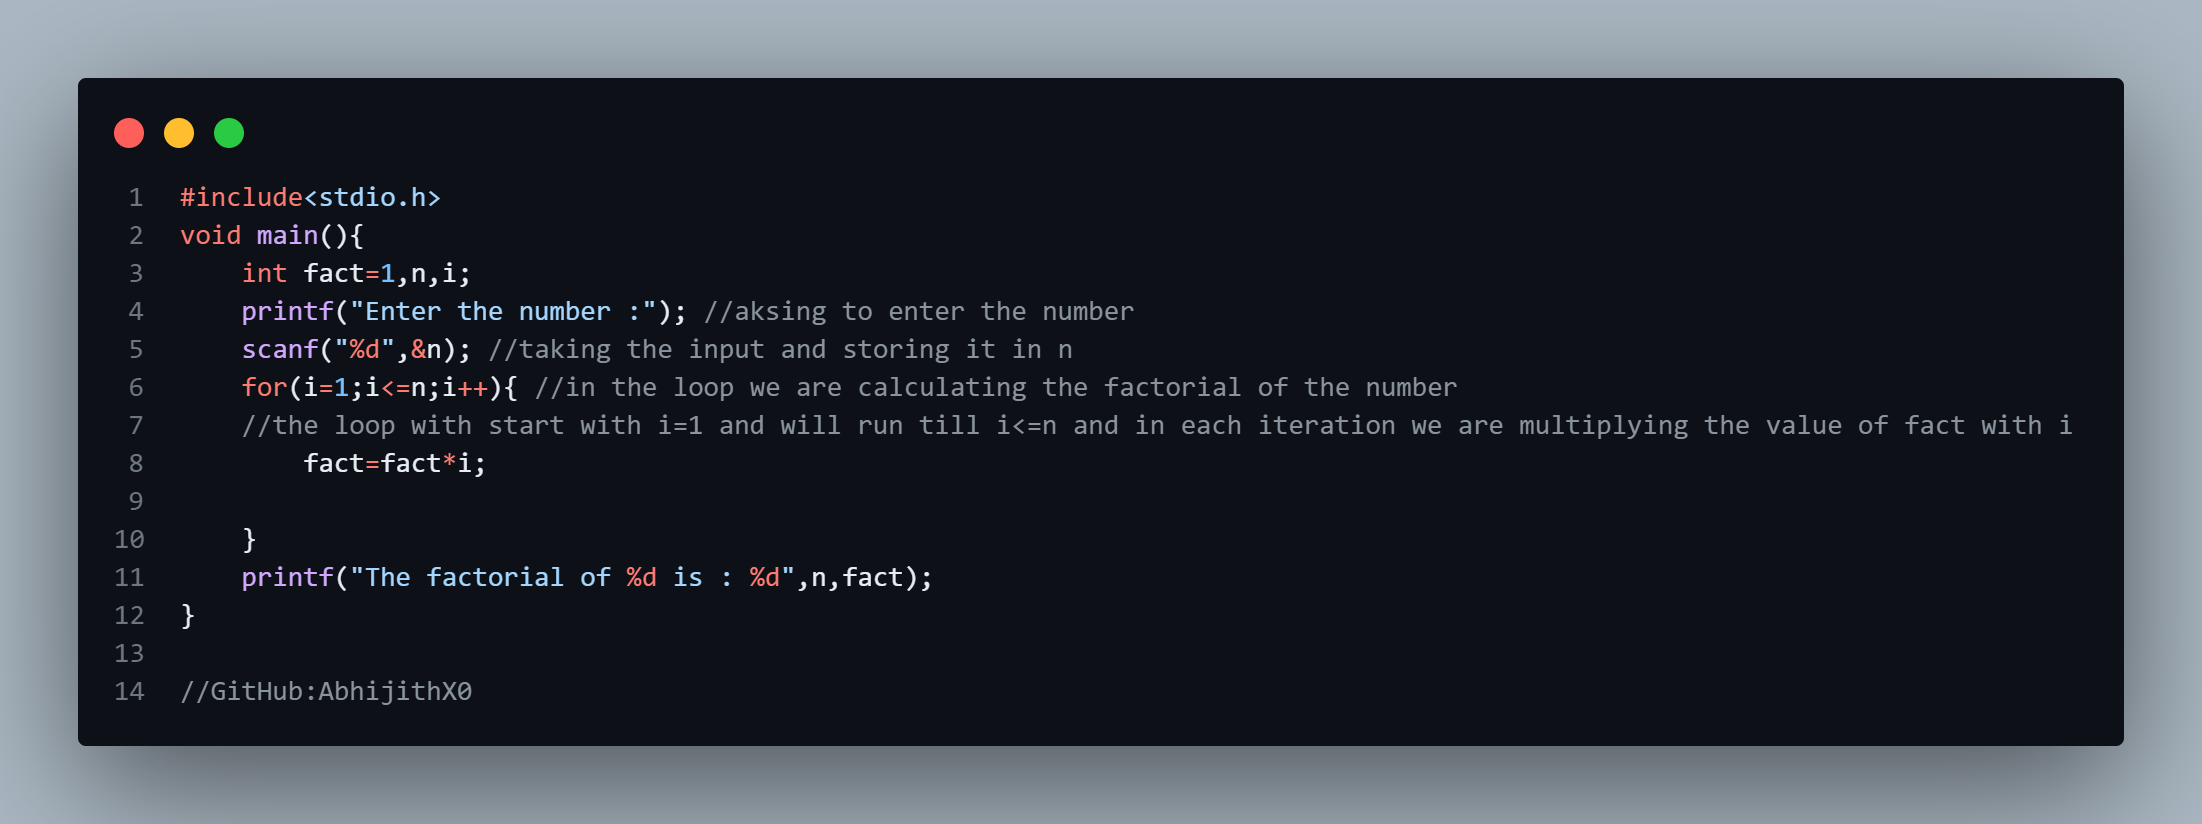 1 #include<stdio.h>
2 void main(){
3     int fact=1,n,i;
4     printf("Enter the number :"); //aksing to enter the number
5     scanf("%d",&n); //taking the input and storing it in n
6     for(i=1;i<=n;i++){ //in the loop we are calculating the factorial of the number
7     //the loop with start with i=1 and will run till i<=n and in each iteration we are multiplying the value of fact with i
8         fact=fact*i;
9
10     }
11     printf("The factorial of %d is : %d",n,fact);
12 }
13
14 //GitHub:AbhijithX0